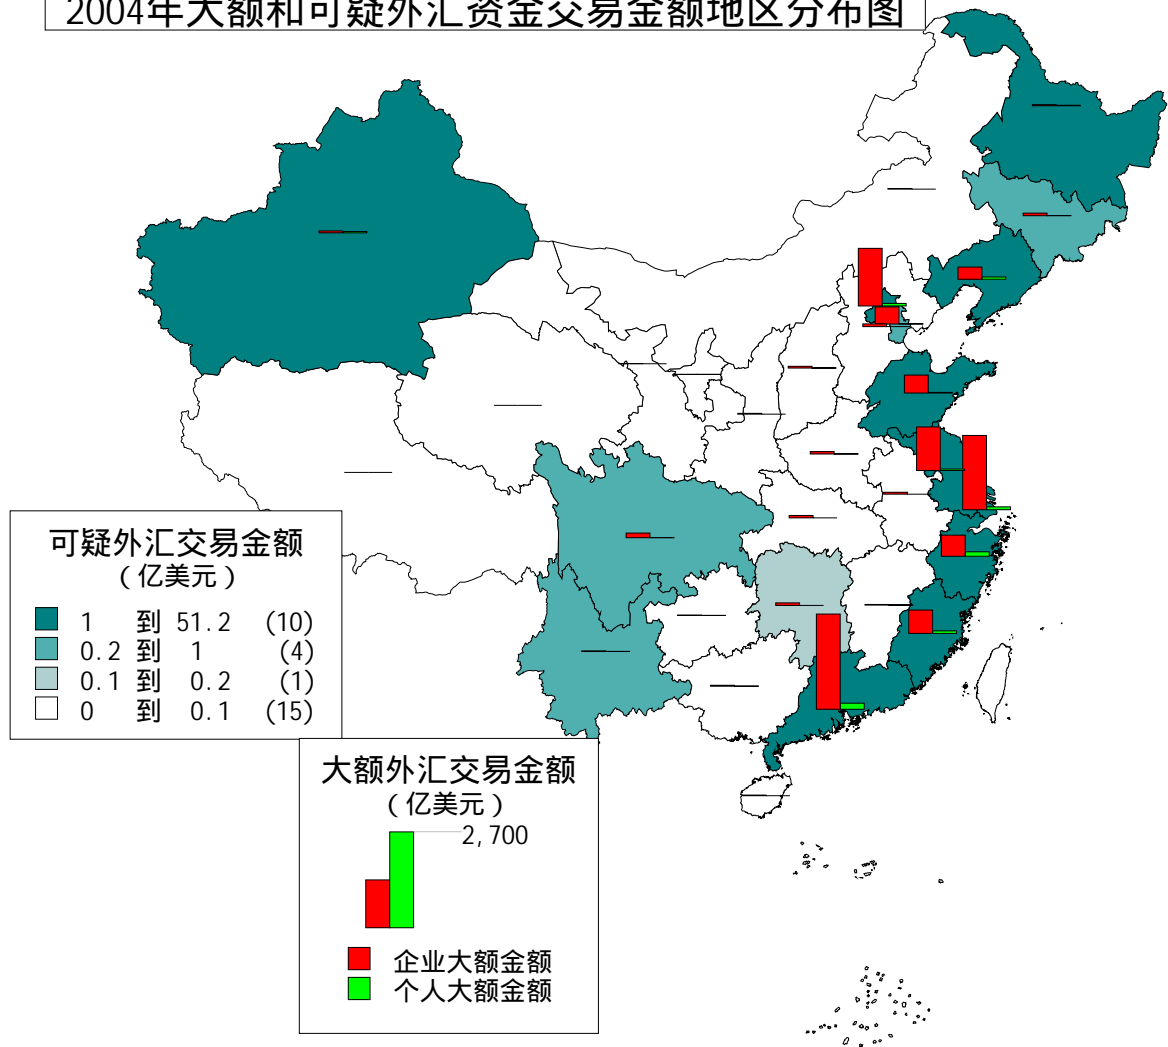 2004年大额和可疑外汇资金交易金额地区分布图
可疑外汇交易金额
（亿美元）
1 到 51.2 (10)
0.2 到 1 (4)
0.1 到 0.2 (1)
0 到 0.1 (15)
大额外汇交易金额
（亿美元）
2,700
企业大额金额
个人大额金额